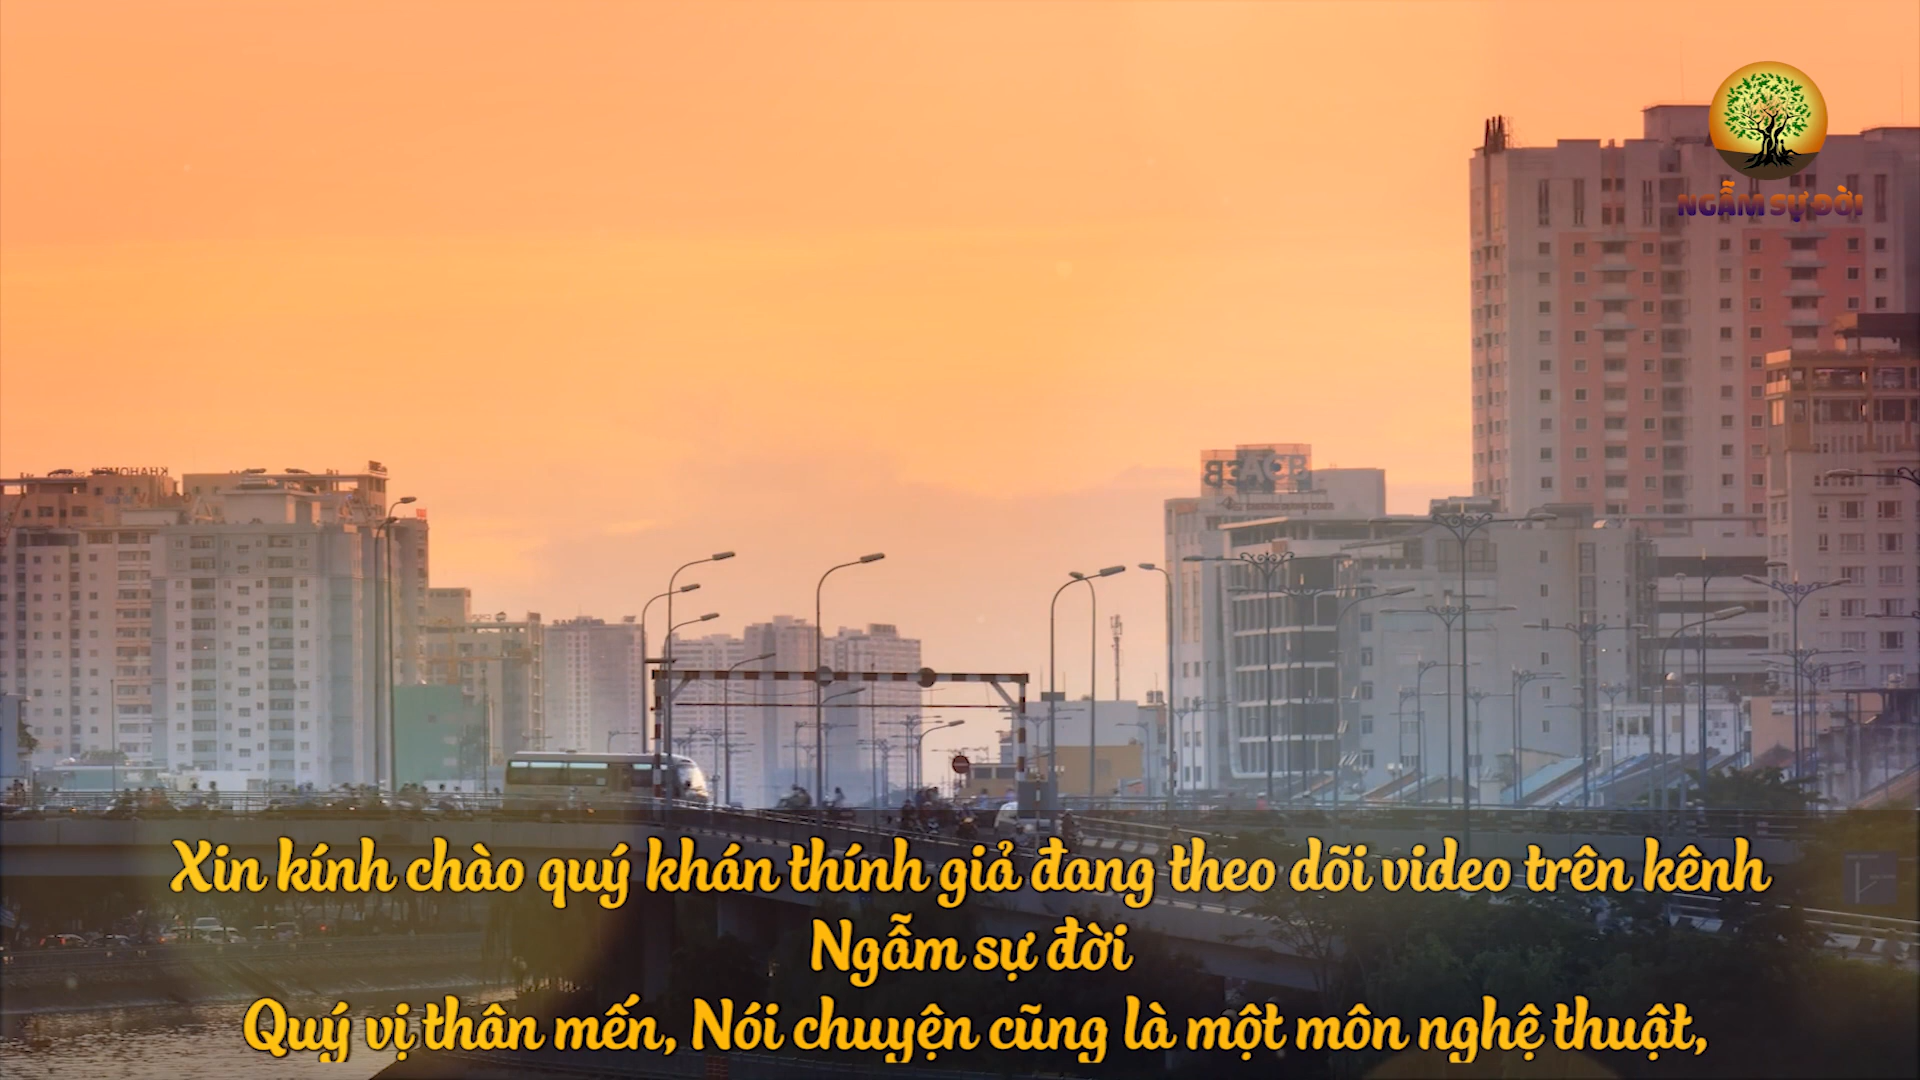 NGẪM SỰ ĐỜI
Xin kính chào quý khán thính giả đang theo dõi video trên kênh
Ngẫm sự đời
Quý vị thân mến, Nói chuyện cũng là một môn nghệ thuật,